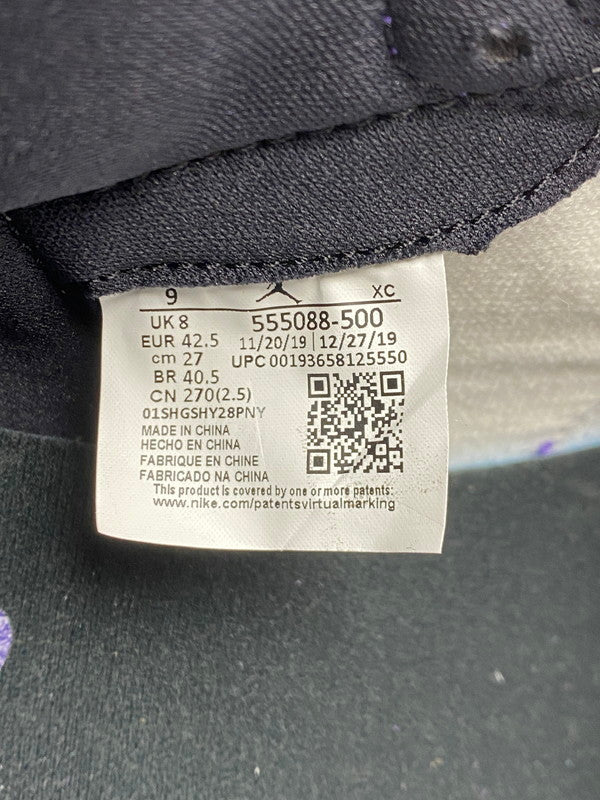 9 XC
UK 8 555088-500
EUR 42.5 11/20/19 | 12/27/19
cm 27 UPC 00193658125550
BR 40.5
CN 270(2.5)
01SHGSHY28PNY
MADE IN CHINA
HECHO EN CHINA
FABRIQUE EN CHINE
FABRICADO NA CHINA
This product is covered by one or more patents:
www.nike.com/patentsvirtualmarking